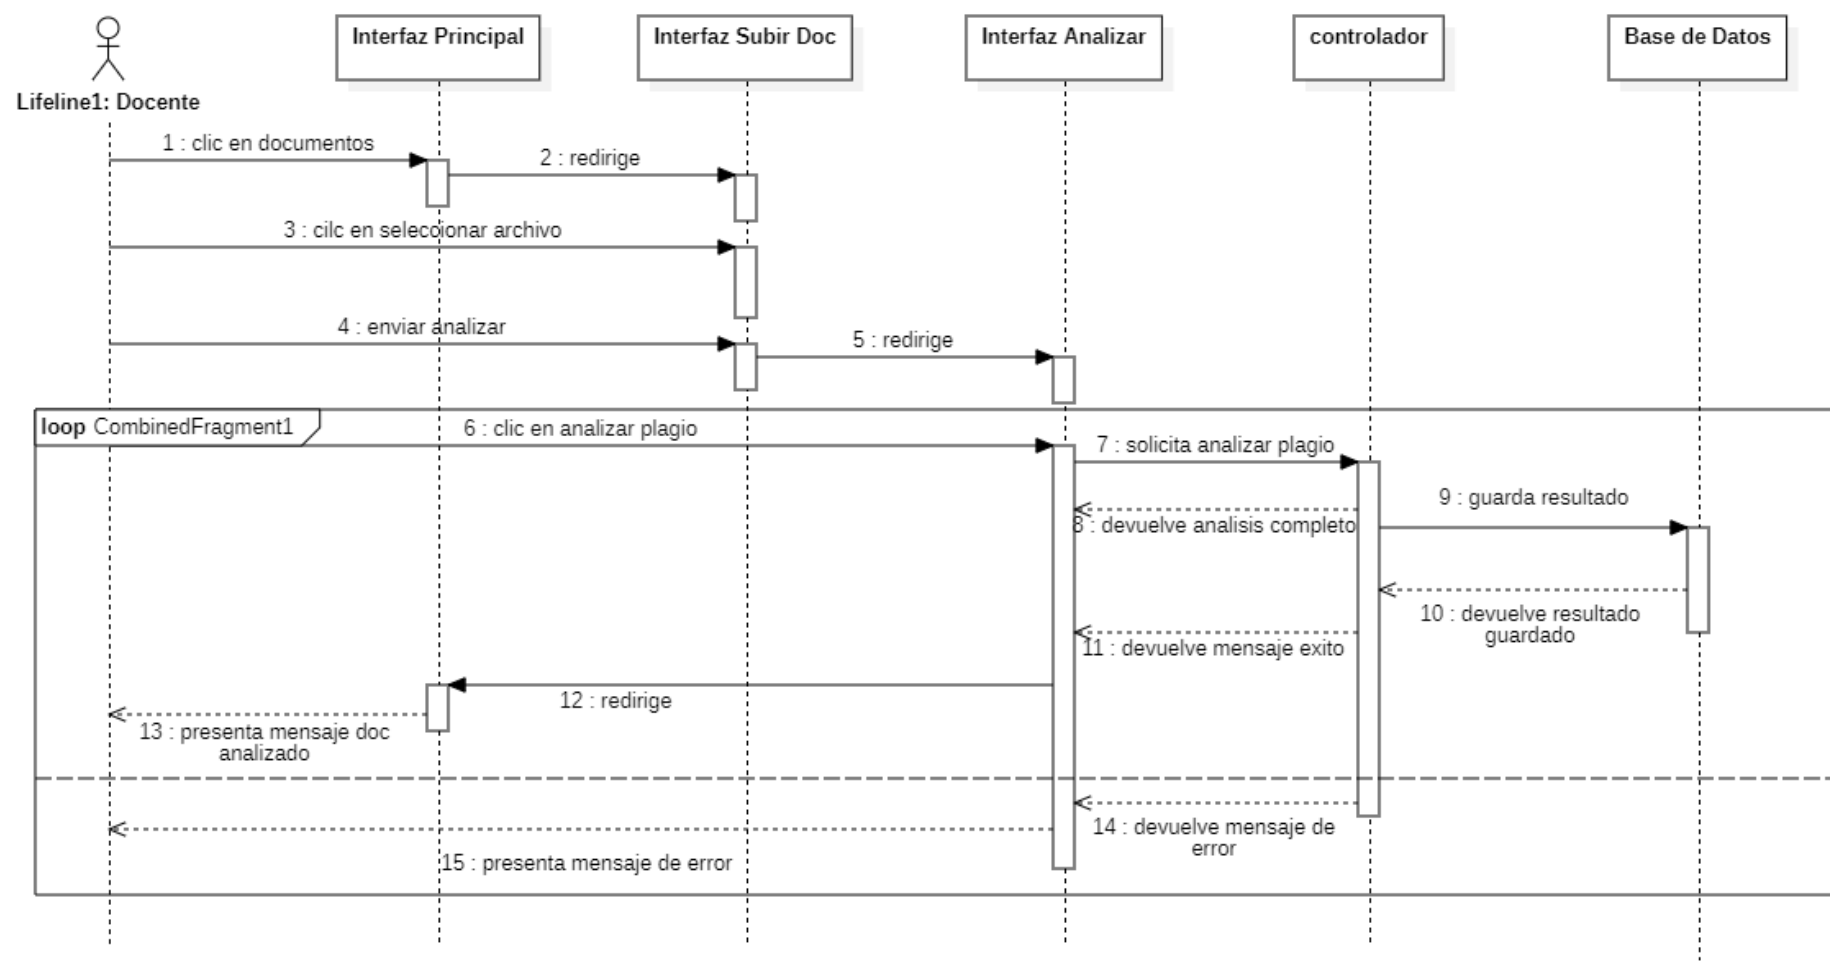 Interfaz Principal
Interfaz Subir Doc
Interfaz Analizar
controlador
Base de Datos
Lifeline1: Docente
1 : clic en documentos
2 : redirige
3 : cilc en seleccionar archivo
4 : enviar analizar
5 : redirige
loop CombinedFragment1
6 : clic en analizar plagio
7 : solicita analizar plagio
9 : guarda resultado
8 : devuelve analisis completo
10 : devuelve resultado
guardado
11 : devuelve mensaje exito
12 : redirige
13 : presenta mensaje doc
analizado
14 : devuelve mensaje de
error
15 : presenta mensaje de error